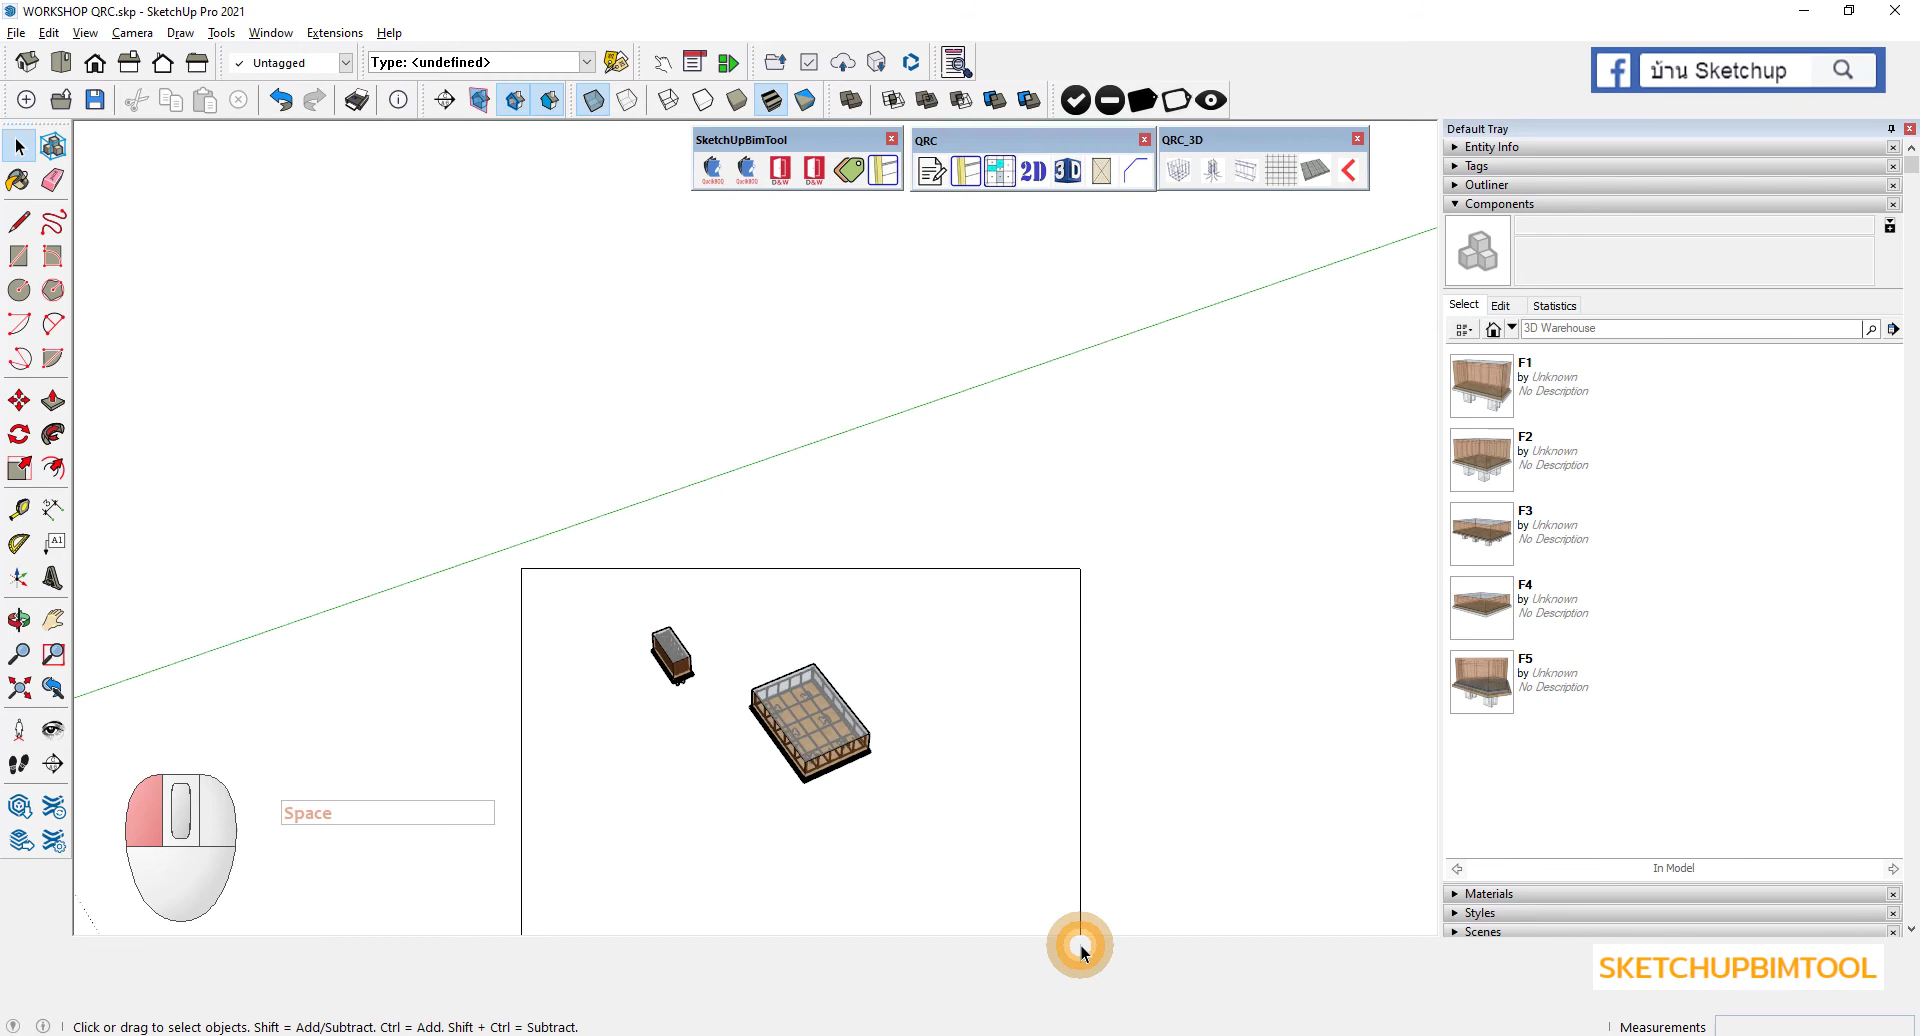 WORKSHOP QRC.skp - SketchUp Pro 2021
File Edit View Camera Draw Tools Window Extensions Help
Untagged
Type: <undefined>
บ้าน Sketchup
SketchUpBimTool
QRC
QRC_3D
D&W
D&W
2D
3D
A1
Space
Default Tray
Entity Info
Tags
Outliner
Components
Select Edit Statistics
3D Warehouse
F1
by Unknown
No Description
F2
by Unknown
No Description
F3
by Unknown
No Description
F4
by Unknown
No Description
F5
by Unknown
No Description
In Model
Materials
Styles
Scenes
SKETCHUPBIMTOOL
Click or drag to select objects. Shift = Add/Subtract. Ctrl = Add. Shift + Ctrl = Subtract.
Measurements